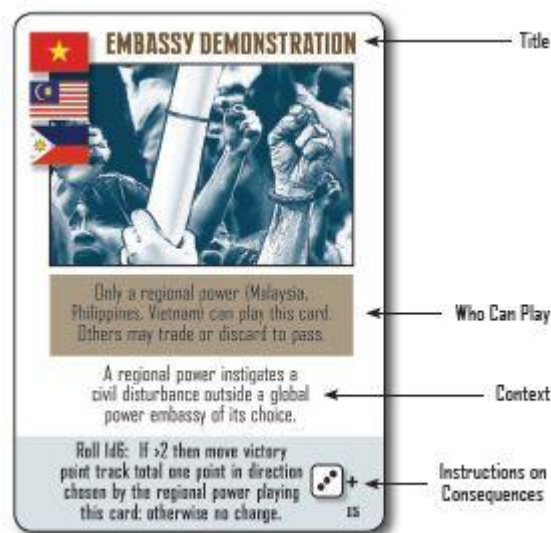 EMBASSY DEMONSTRATION
Title
Only a regional power (Malaysia,
Philippines, Vietnam) can play this card.
Others may trade or discard to pass.
Who Can Play
A regional power instigates a
civil disturbance outside a global
power embassy of its choice.
Context
Roll 1d6: If >2 then move victory
point track total one point in direction
chosen by the regional power playing
this card; otherwise no change.
+
15
Instructions on
Consequences